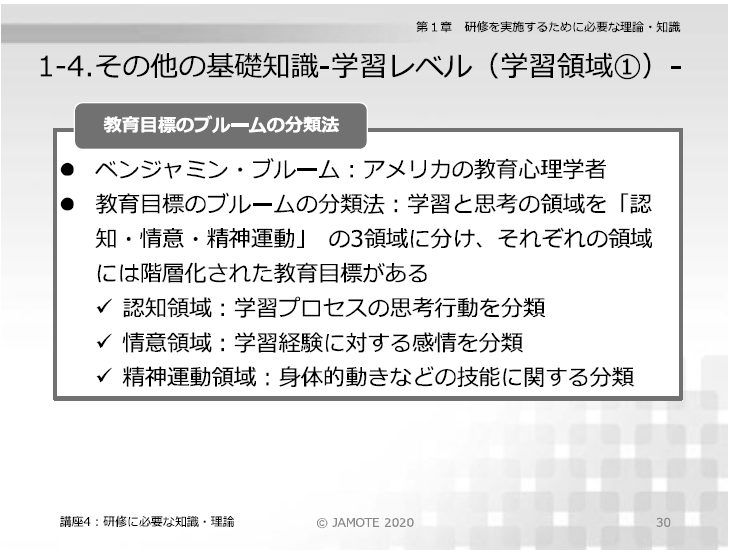 第１章　研修を実施するために必要な理論・知識
1-4.その他の基礎知識-学習レベル（学習領域①）-
教育目標のブルームの分類法
● ベンジャミン・ブルーム：アメリカの教育心理学者
● 教育目標のブルームの分類法：学習と思考の領域を「認
知・情意・精神運動」 の3領域に分け、それぞれの領域
には階層化された教育目標がある
✓ 認知領域：学習プロセスの思考行動を分類
✓ 情意領域：学習経験に対する感情を分類
✓ 精神運動領域：身体的動きなどの技能に関する分類
講座4：研修に必要な知識・理論
© JAMOTE 2020
30